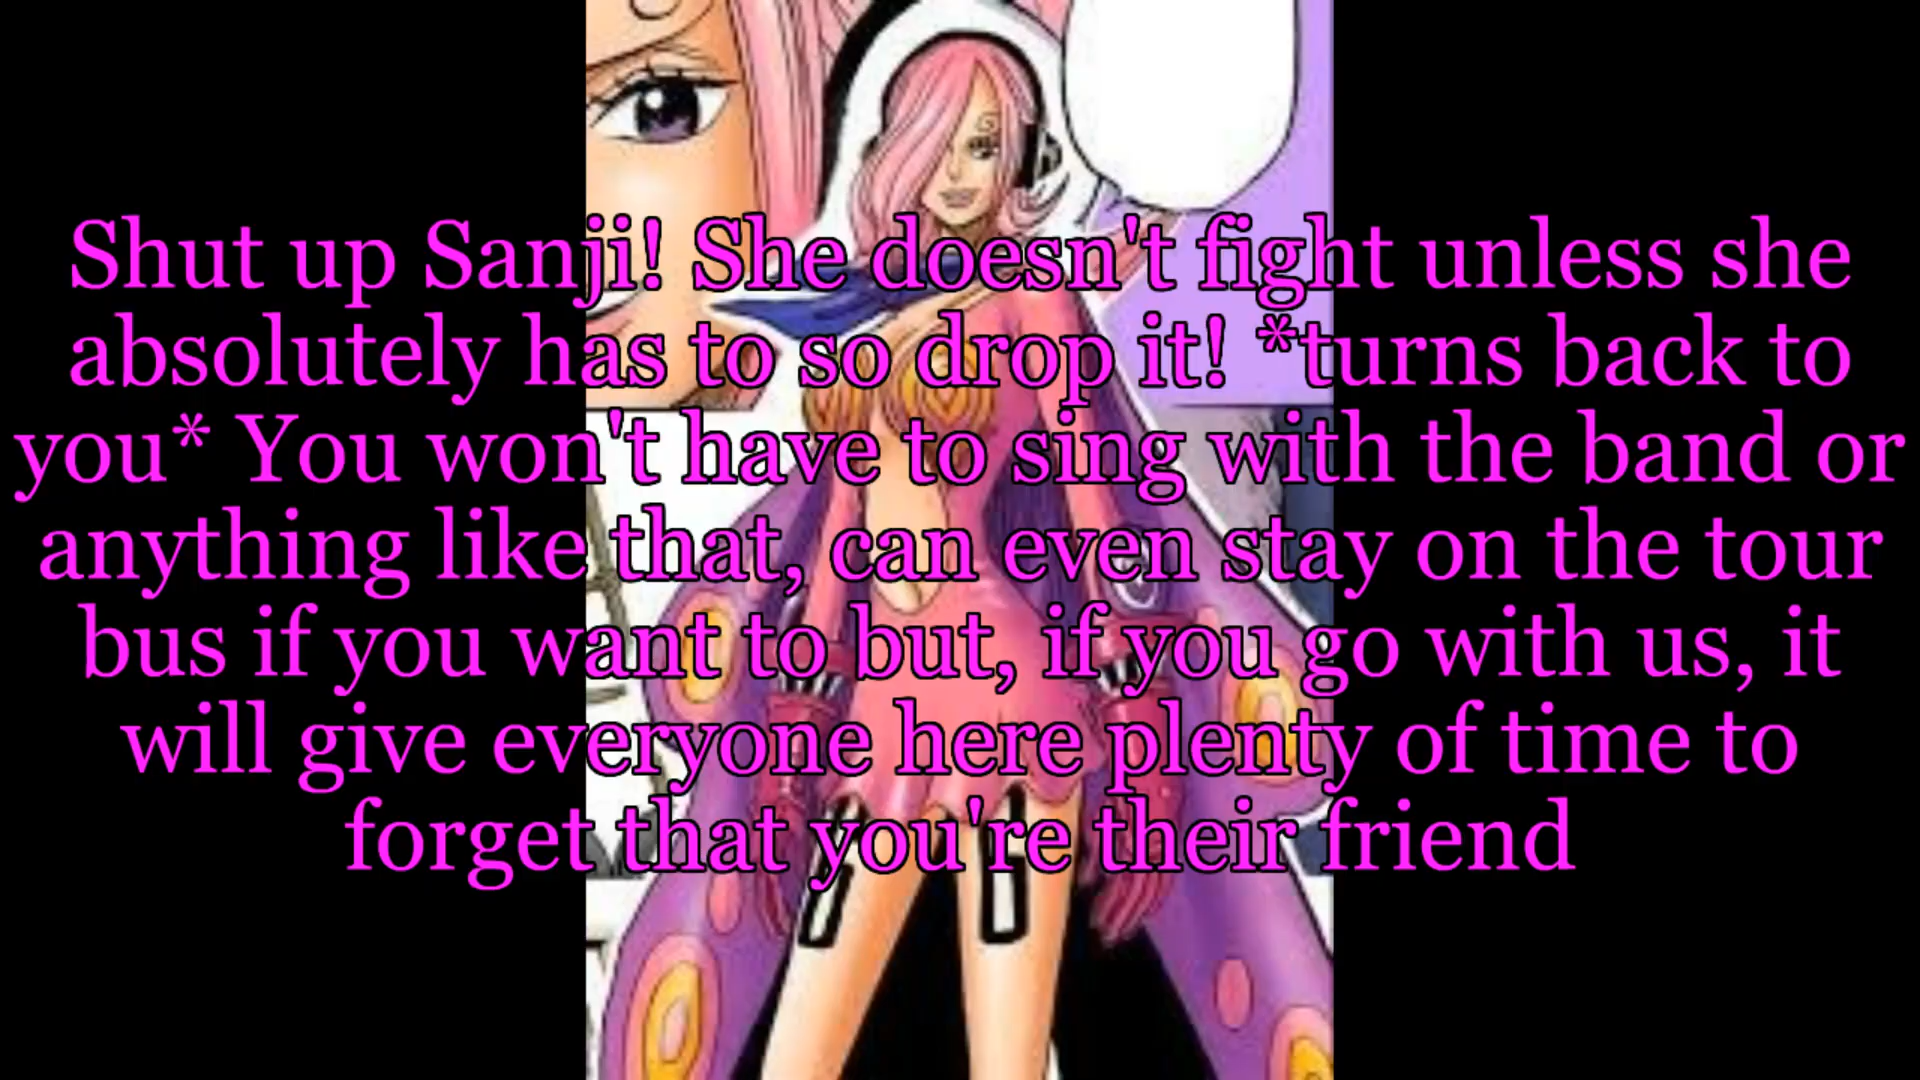 Shut up Sanji! She doesn't fight unless she
absolutely has to so drop it! *turns back to
you* You won't have to sing with the band or
anything like that, can even stay on the tour
bus if you want to but, if you go with us, it
will give everyone here plenty of time to
forget that you're their friend